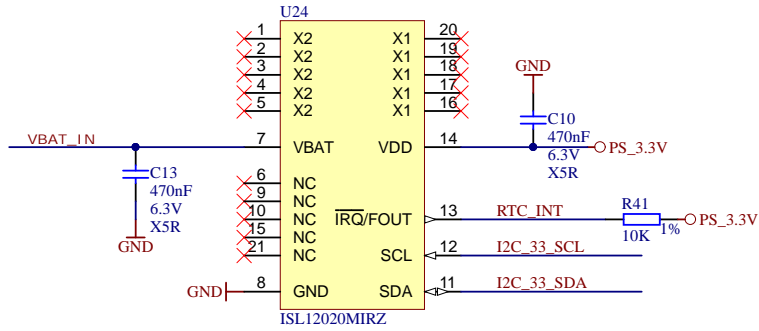 U24
1 X2 X1 20
2 X2 X1 19
3 X2 X1 18
4 X2 X1 17
5 X2 X1 16
GND
C10
470nF
6.3V
X5R
VBAT_IN 7 VBAT VDD 14 PS_3.3V
C13
470nF
6.3V
X5R
GND
6 NC
9 NC
10 NC IRQ/FOUT 13 RTC_INT R41 10K 1% PS_3.3V
15 NC
21 NC SCL 12 I2C_33_SCL
GND 8 GND SDA 11 I2C_33_SDA
ISL12020MIRZ